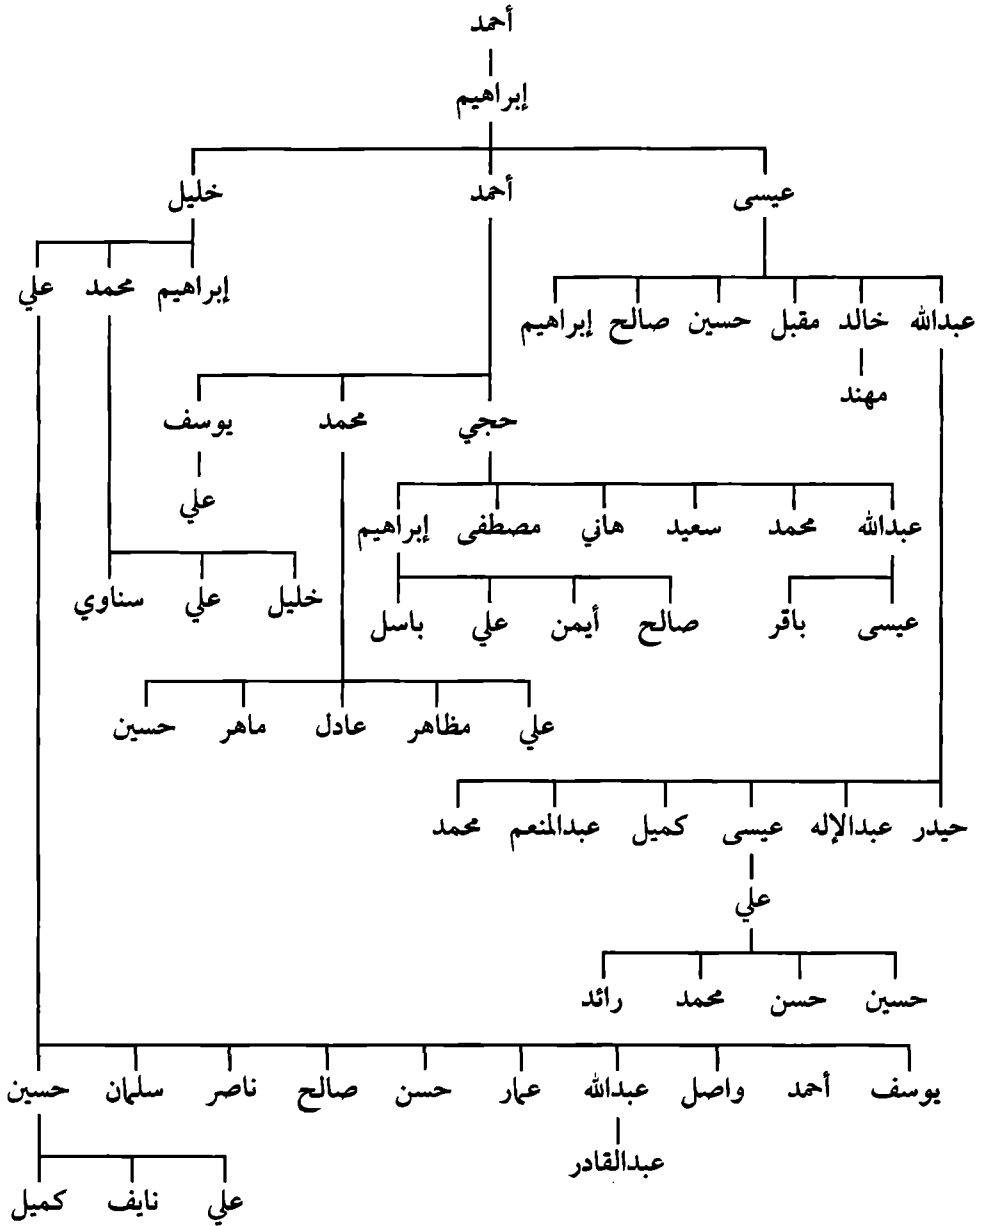 أحمد
إبراهيم
عيسى أحمد خليل
إبراهيم محمد علي
عبدالله خالد مقبل حسين صالح إبراهيم
مهند
حجي محمد يوسف
علي
عبدالله محمد سعيد هاني مصطفى إبراهيم
خليل علي سناوي
عيسى باقر صالح أيمن علي باسل
علي مظاهر عادل ماهر حسين
حيدر عبدالإله عيسى كميل عبدالمنعم محمد
علي
حسين حسن محمد رائد
يوسف أحمد واصل عبدالله عمار حسن صالح ناصر سلمان حسين
عبدالقادر
علي نايف كميل